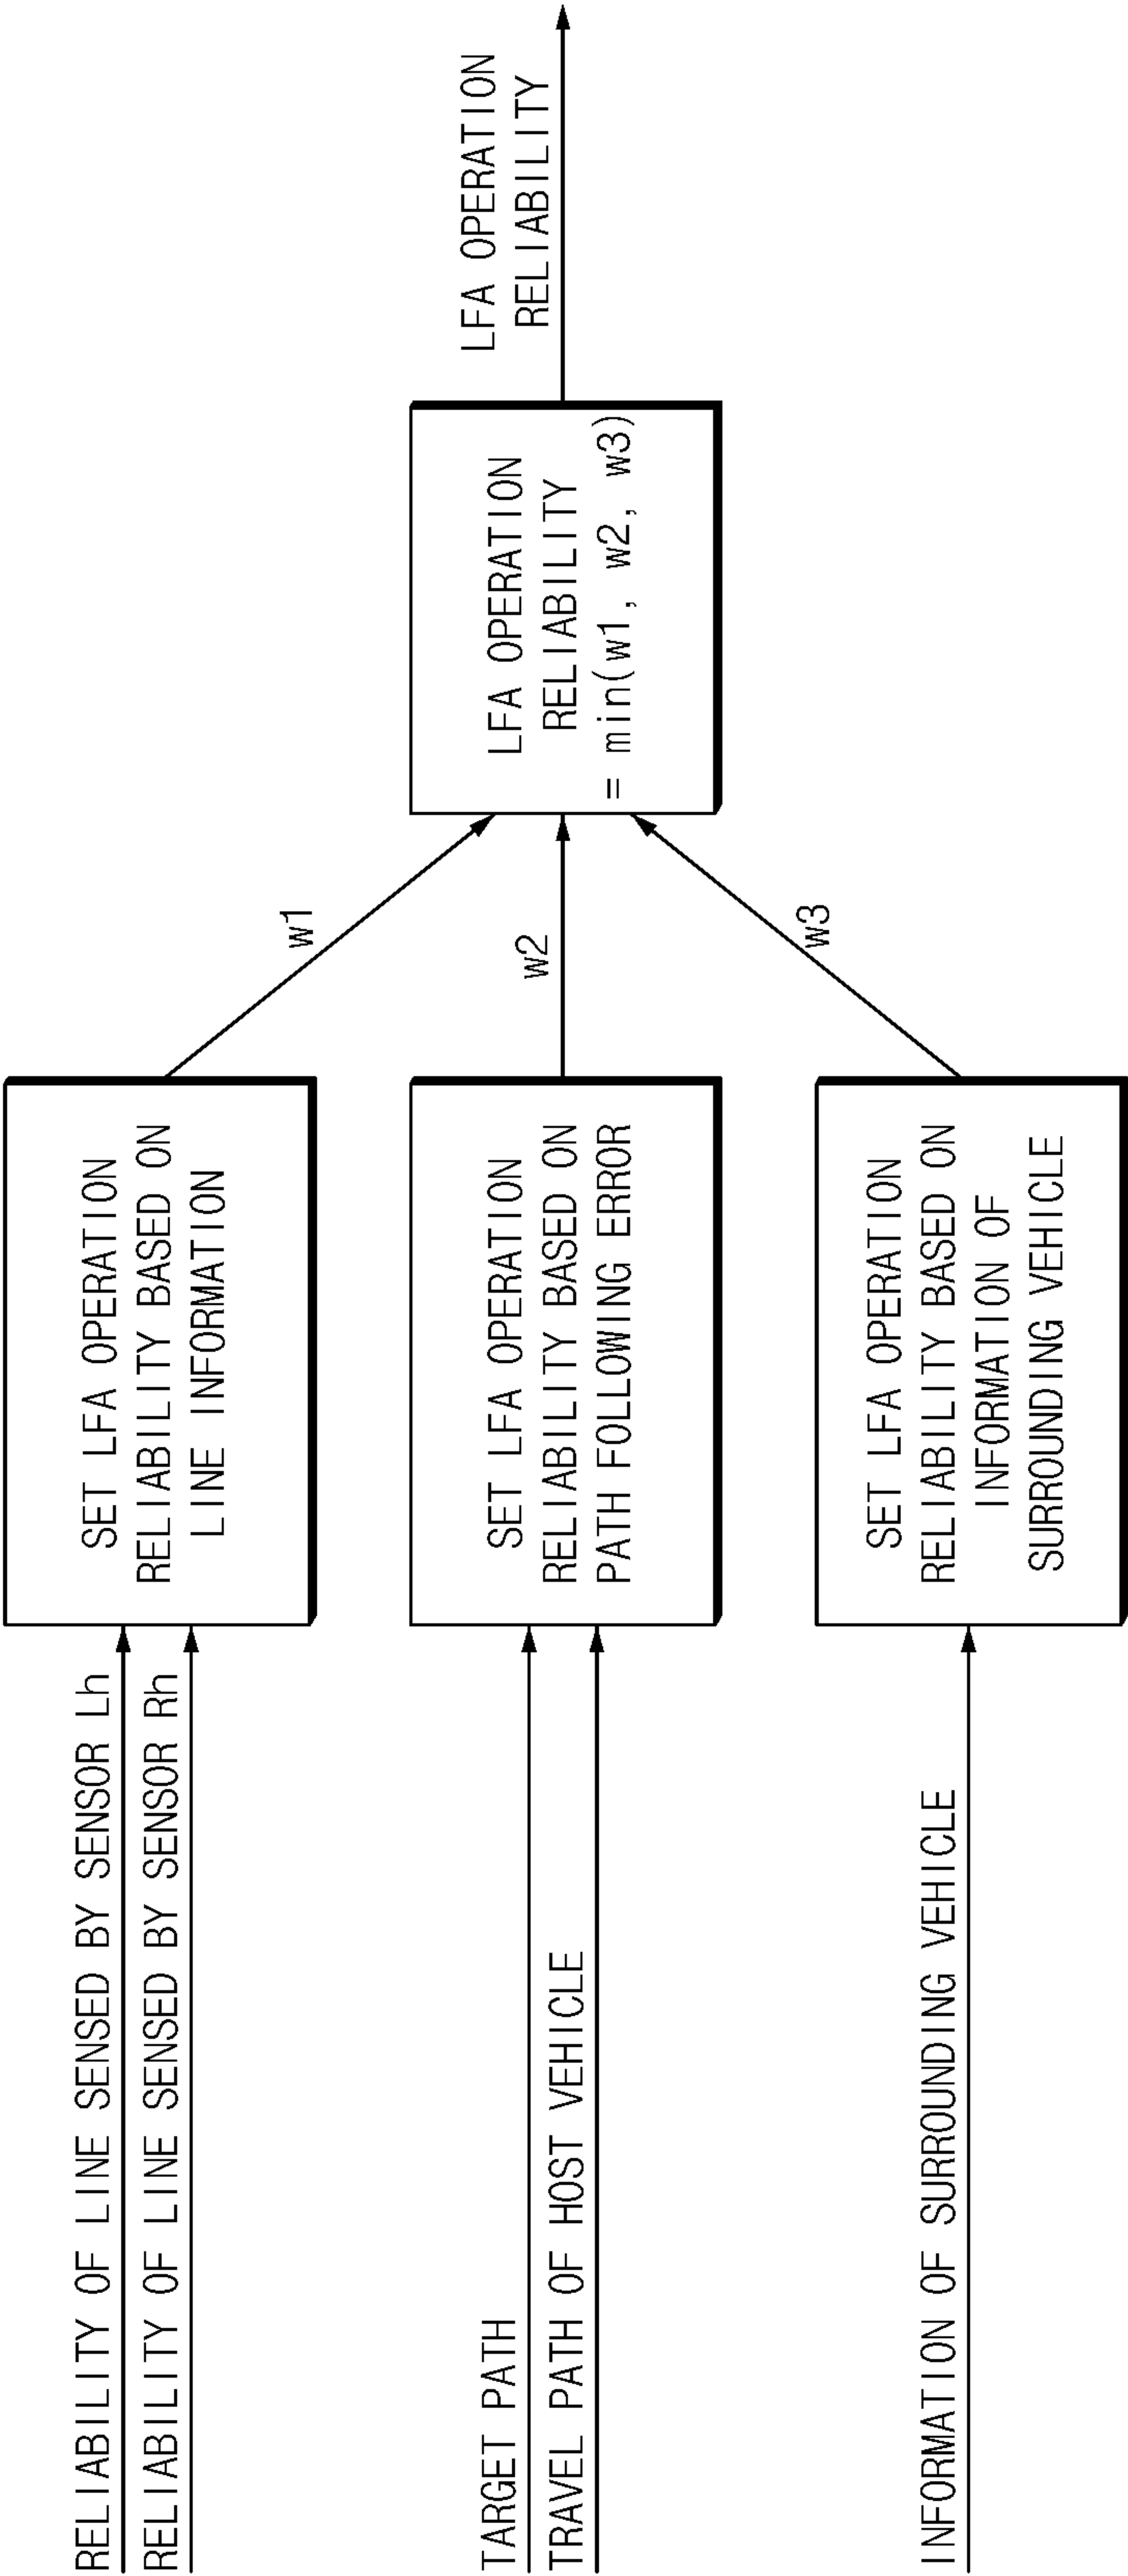 RELIABILITY OF LINE SENSED BY SENSOR Lh
RELIABILITY OF LINE SENSED BY SENSOR Rh
SET LFA OPERATION
RELIABILITY BASED ON
LINE INFORMATION
w1
TARGET PATH
TRAVEL PATH OF HOST VEHICLE
SET LFA OPERATION
RELIABILITY BASED ON
PATH FOLLOWING ERROR
w2
INFORMATION OF SURROUNDING VEHICLE
SET LFA OPERATION
RELIABILITY BASED ON
INFORMATION OF
SURROUNDING VEHICLE
w3
LFA OPERATION
RELIABILITY
= min(w1, w2, w3)
LFA OPERATION
RELIABILITY